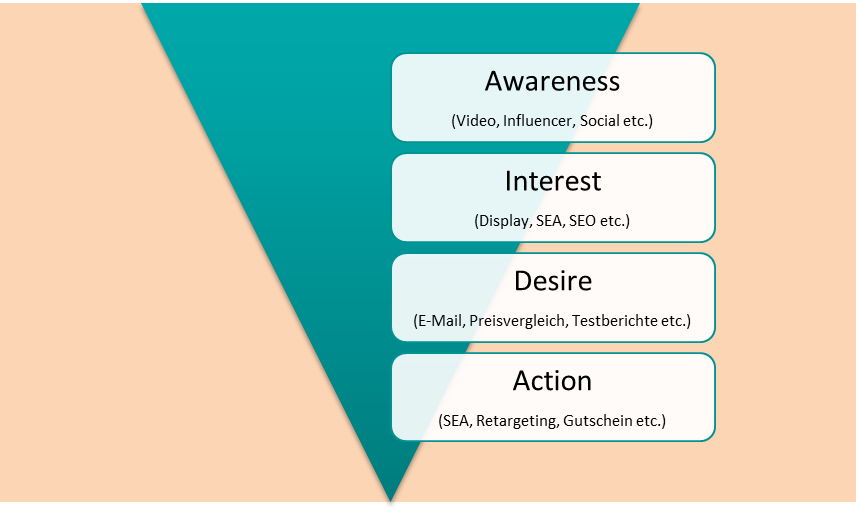 Awareness
(Video, Influencer, Social etc.)
Interest
(Display, SEA, SEO etc.)
Desire
(E-Mail, Preisvergleich, Testberichte etc.)
Action
(SEA, Retargeting, Gutschein etc.)